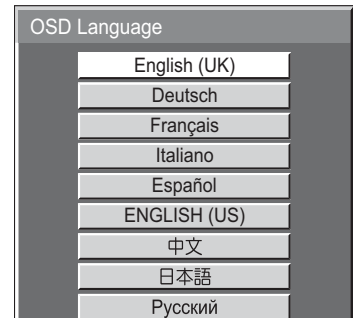 OSD Language
English (UK)
Deutsch
Français
Italiano
Español
ENGLISH (US)
中文
日本語
Русский